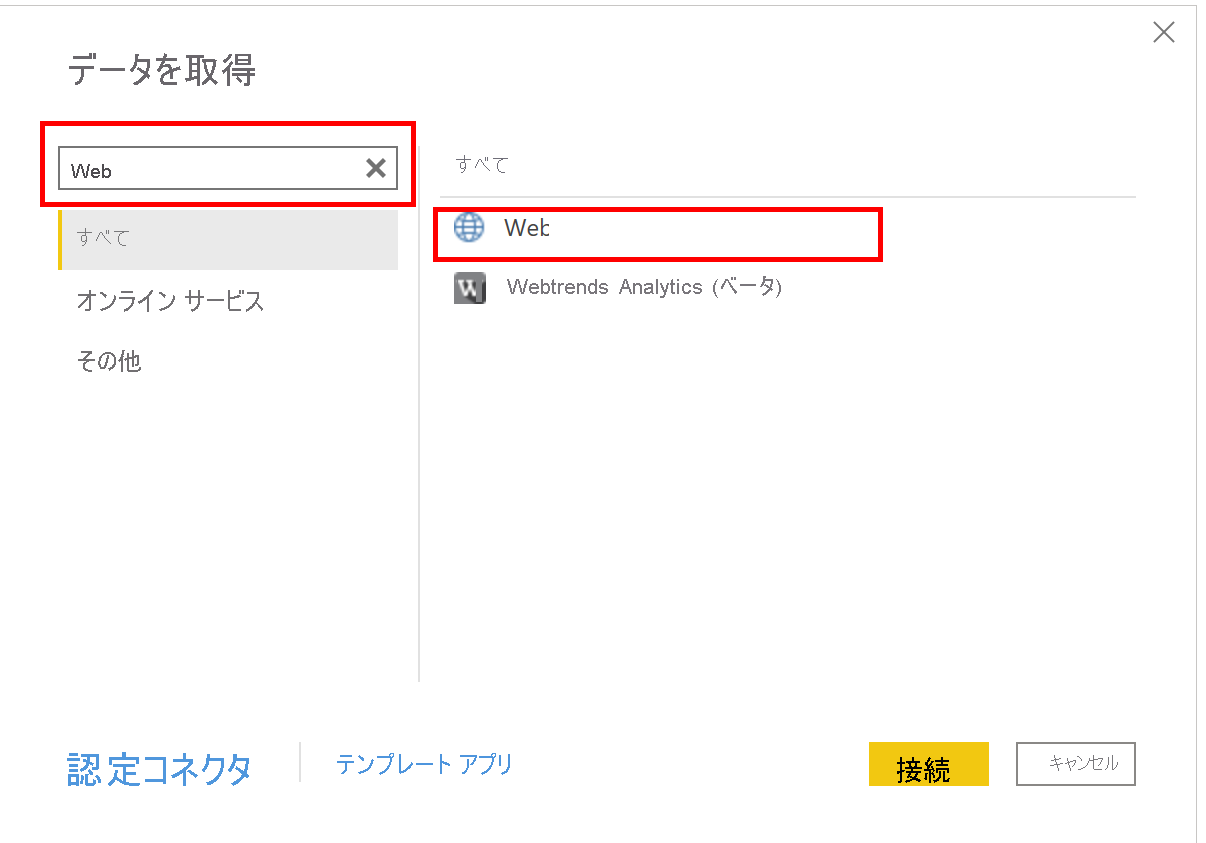 データを取得
Web
すべて
オンライン サービス
その他
すべて
Web
Webtrends Analytics (ベータ)
認定コネクタ
テンプレート アプリ
接続
キャンセル